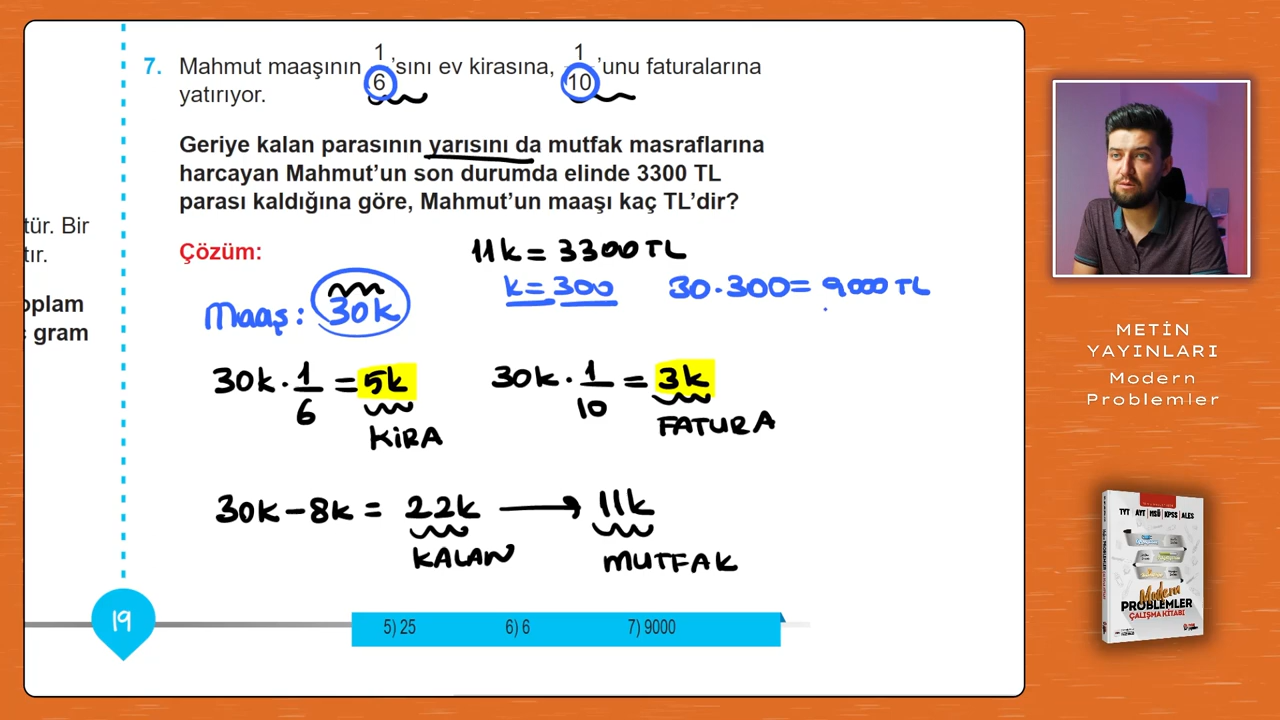 7. Mahmut maaşının 1/6 'sını ev kirasına, 1/10 'unu faturalarına
yatırıyor.
Geriye kalan parasının yarısını da mutfak masraflarına
harcayan Mahmut'un son durumda elinde 3300 TL
parası kaldığına göre, Mahmut'un maaşı kaç TL'dir?
tür. Bir
tır.
oplam
gram
Çözüm:
11k = 3300 TL
k = 300
30 · 300 = 9000 TL
Maaş: 30k
30k · 1/6 = 5k
KİRA
30k · 1/10 = 3k
FATURA
30k - 8k = 22k → 11k
KALAN
MUTFAK
19
5) 25 6) 6 7) 9000
METİN
YAYINLARI
Modern
Problemler
TYT | AYT | MSÜ | KPSS | ALES
Modern
PROBLEMLER
ÇALIŞMA KİTABI